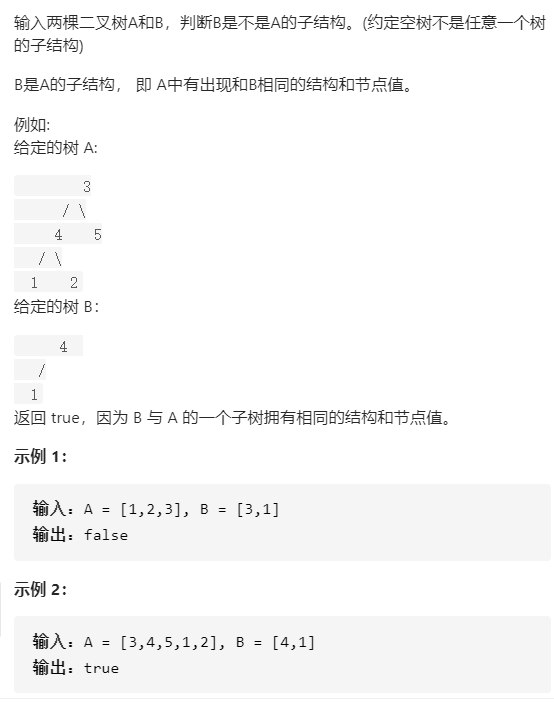 输入两棵二叉树A和B，判断B是不是A的子结构。(约定空树不是任意一个树
的子结构)
B是A的子结构， 即 A中有出现和B相同的结构和节点值。
例如:
给定的树 A:
3
/ \
4    5
/ \
1    2
给定的树 B：
4
/
1
返回 true，因为 B 与 A 的一个子树拥有相同的结构和节点值。
示例 1：
输入：A = [1,2,3], B = [3,1]
输出：false
示例 2：
输入：A = [3,4,5,1,2], B = [4,1]
输出：true